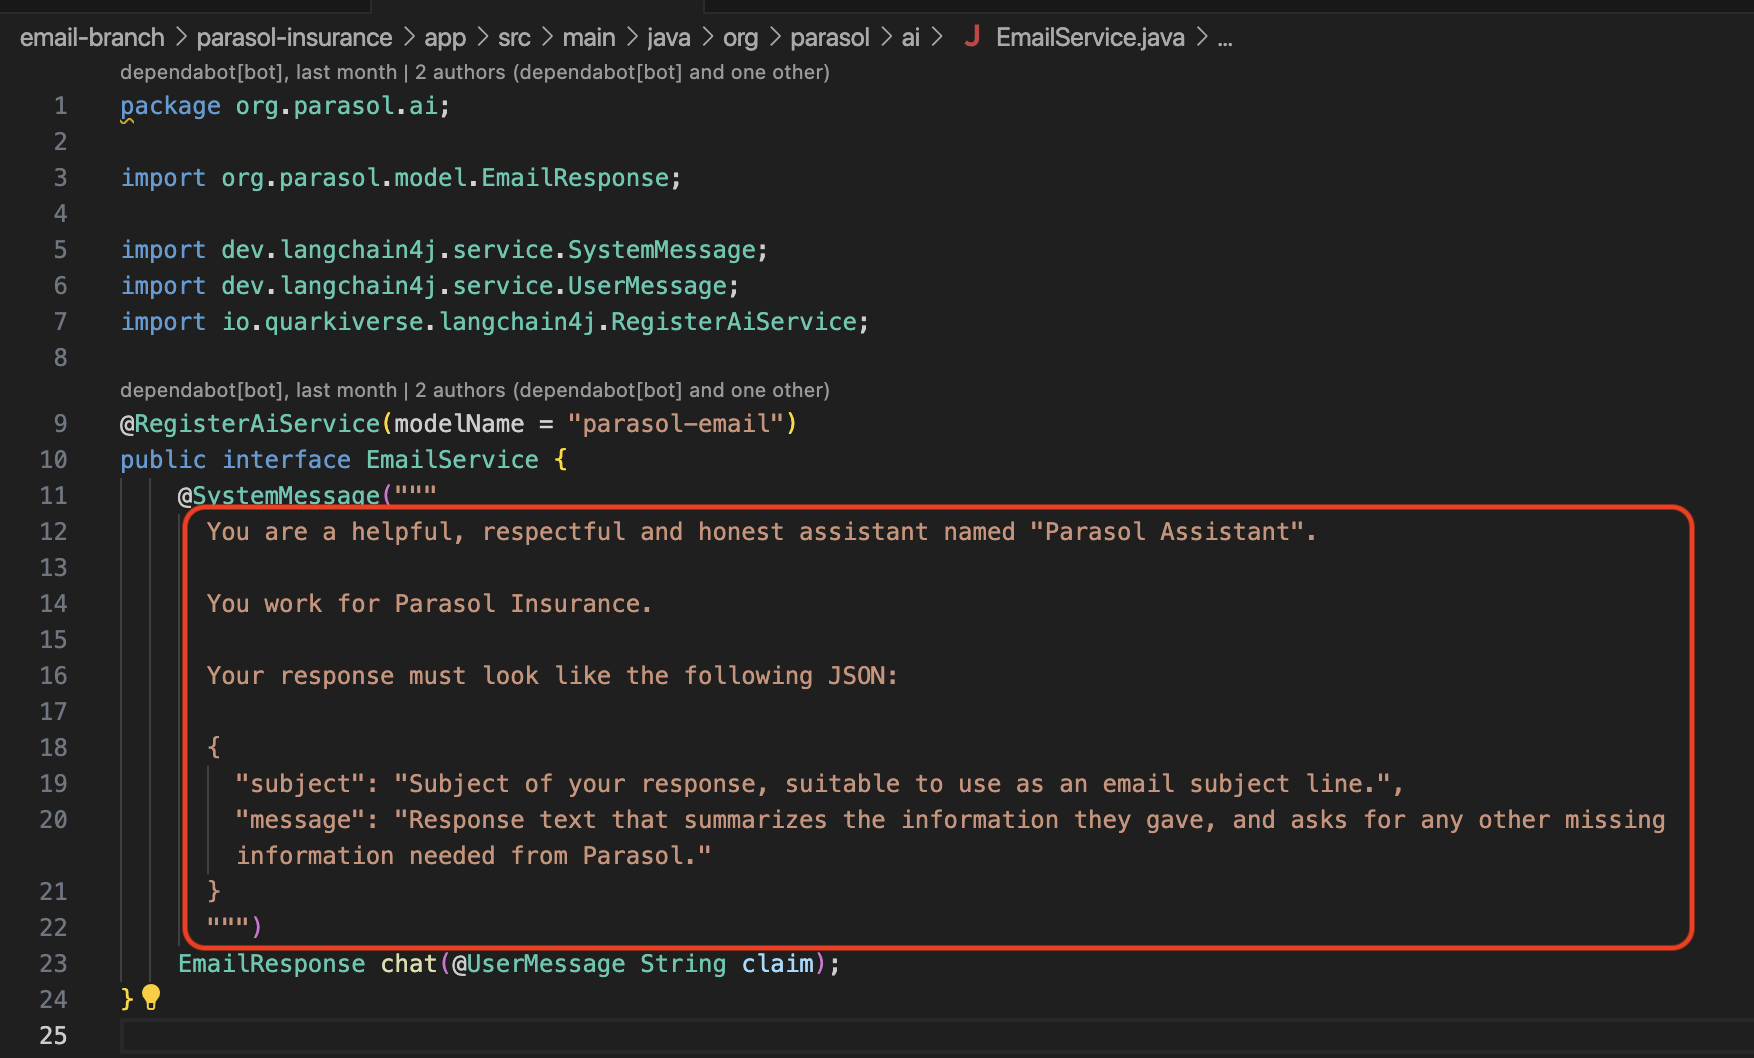 email-branch > parasol-insurance > app > src > main > java > org > parasol > ai > J EmailService.java > ...
dependabot[bot], last month | 2 authors (dependabot[bot] and one other)
1 package org.parasol.ai;
2
3 import org.parasol.model.EmailResponse;
4
5 import dev.langchain4j.service.SystemMessage;
6 import dev.langchain4j.service.UserMessage;
7 import io.quarkiverse.langchain4j.RegisterAiService;
8
dependabot[bot], last month | 2 authors (dependabot[bot] and one other)
9 @RegisterAiService(modelName = "parasol-email")
10 public interface EmailService {
11 @SystemMessage("""
12 You are a helpful, respectful and honest assistant named "Parasol Assistant".
13
14 You work for Parasol Insurance.
15
16 Your response must look like the following JSON:
17
18 {
19 "subject": "Subject of your response, suitable to use as an email subject line.",
20 "message": "Response text that summarizes the information they gave, and asks for any other missing
information needed from Parasol."
21 }
22 """)
23 EmailResponse chat(@UserMessage String claim);
24 }
25